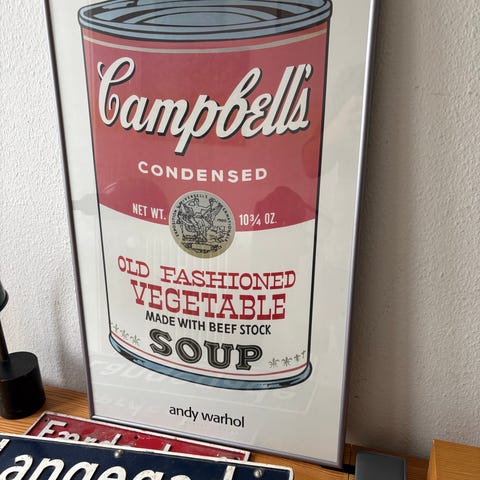 Campbell's
CONDENSED
NET WT. 10¾ OZ.
OLD FASHIONED
VEGETABLE
MADE WITH BEEF STOCK
SOUP
andy warhol